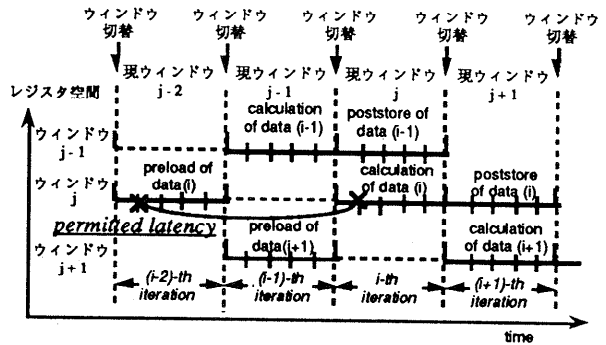 ウィンドウ ウィンドウ ウィンドウ ウィンドウ ウィンドウ
切替 切替 切替 切替 切替
現ウィンドウ 現ウィンドウ 現ウィンドウ 現ウィンドウ
j-2 j-1 j j+1
レジスタ空間
calculation
of data (i-1)
poststore of
data (i-1)
ウィンドウ
j-1
preload of
data(i)
calculation
of data (i)
poststore
of data(i)
ウィンドウ
j
permitted latency
preload of
data(i+1)
calculation
of data (i+1)
ウィンドウ
j+1
(i-2)-th
iteration
(i-1)-th
iteration
i-th
iteration
(i+1)-th
iteration
time